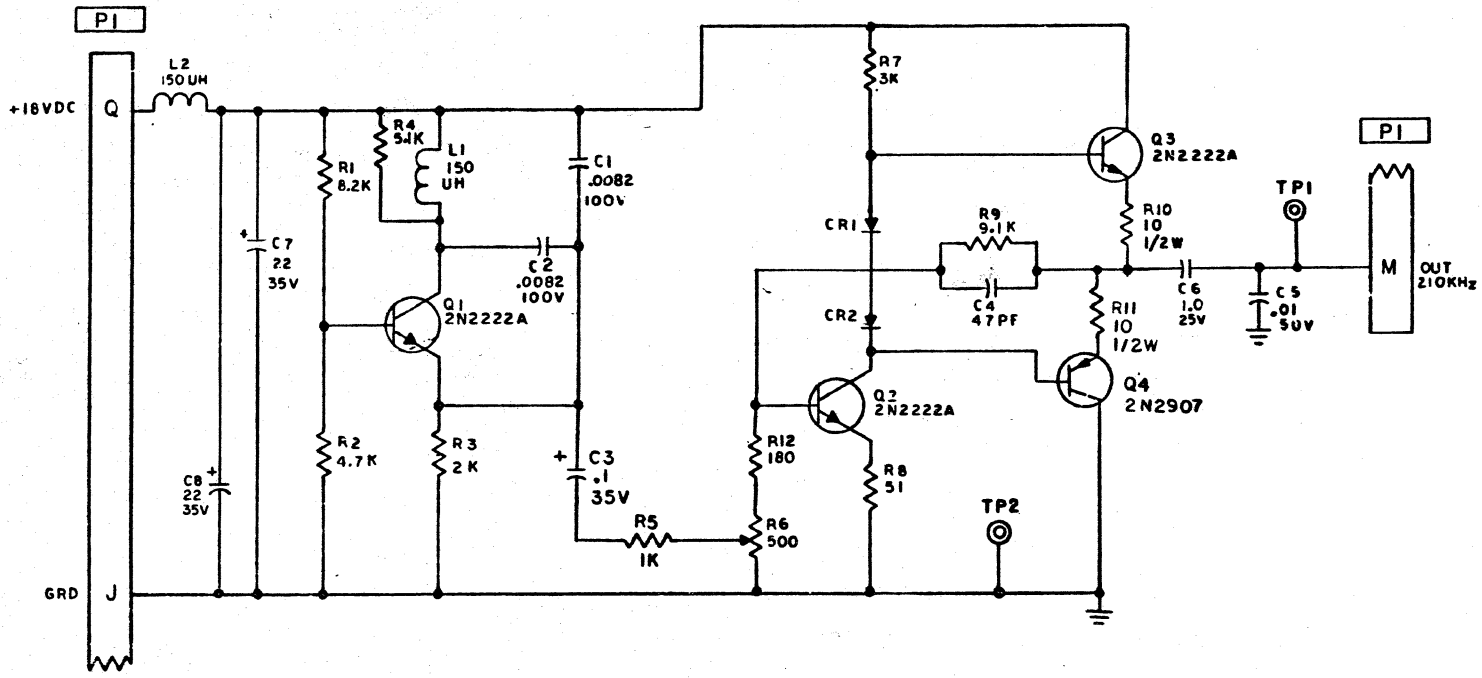 P1
L2
150UH
+18VDC
Q
R4
5.1K
L1
150
UH
R1
8.2K
C1
.0082
100V
+
C7
22
35V
C2
.0082
100V
Q1
2N2222A
R2
4.7K
R3
2K
+
C8
22
35V
+
C3
.1
35V
R5
1K
GRD
J
R7
3K
Q3
2N2222A
CR1
R9
9.1K
C4
47PF
R10
10
1/2W
TP1
P1
M
OUT
210KHz
C6
1.0
25V
C5
.01
50V
R11
10
1/2W
CR2
Q2
2N2222A
Q4
2N2907
R12
180
R8
51
R6
500
TP2